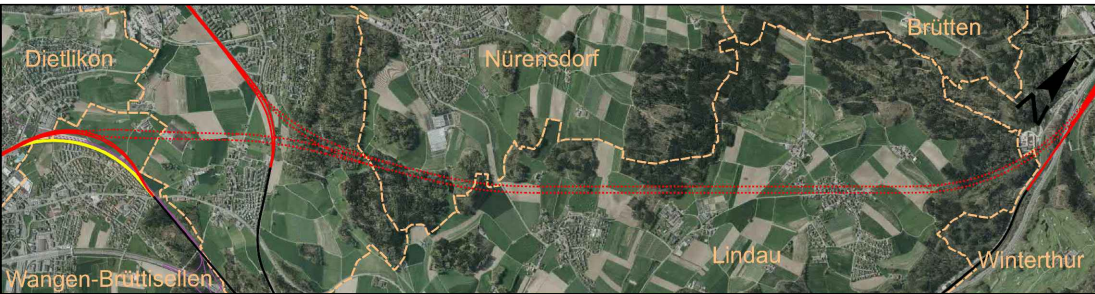 Brütten
Dietlikon
Nürensdorf
Lindau
Winterthur
Wangen-Brüttisellen